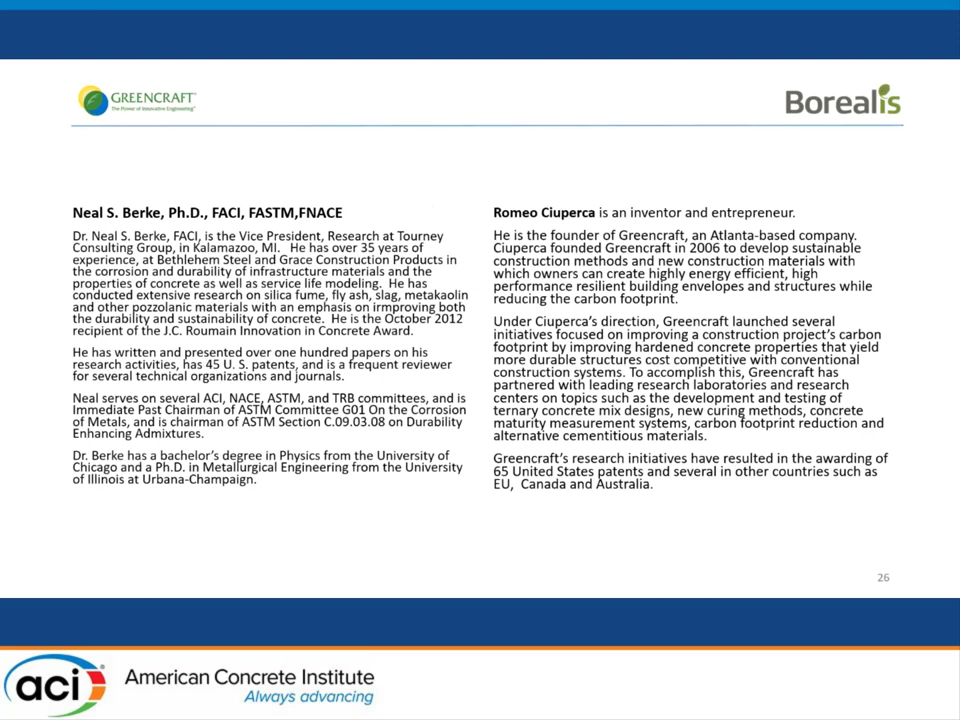 GREENCRAFT™
The Power of Innovative Engineering™
Borealis
Neal S. Berke, Ph.D., FACI, FASTM,FNACE
Dr. Neal S. Berke, FACI, is the Vice President, Research at Tourney
Consulting Group, in Kalamazoo, MI. He has over 35 years of
experience, at Bethlehem Steel and Grace Construction Products in
the corrosion and durability of infrastructure materials and the
properties of concrete as well as service life modeling. He has
conducted extensive research on silica fume, fly ash, slag, metakaolin
and other pozzolanic materials with an emphasis on irmproving both
the durability and sustainability of concrete. He is the October 2012
recipient of the J.C. Roumain Innovation in Concrete Award.
He has written and presented over one hundred papers on his
research activities, has 45 U. S. patents, and is a frequent reviewer
for several technical organizations and journals.
Neal serves on several ACI, NACE, ASTM, and TRB committees, and is
Immediate Past Chairman of ASTM Committee G01 On the Corrosion
of Metals, and is chairman of ASTM Section C.09.03.08 on Durability
Enhancing Admixtures.
Dr. Berke has a bachelor's degree in Physics from the University of
Chicago and a Ph.D. in Metallurgical Engineering from the University
of Illinois at Urbana-Champaign.
Romeo Ciuperca is an inventor and entrepreneur.
He is the founder of Greencraft, an Atlanta-based company.
Ciuperca founded Greencraft in 2006 to develop sustainable
construction methods and new construction materials with
which owners can create highly energy efficient, high
performance resilient building envelopes and structures while
reducing the carbon footprint.
Under Ciuperca's direction, Greencraft launched several
initiatives focused on improving a construction project's carbon
footprint by improving hardened concrete properties that yield
more durable structures cost competitive with conventional
construction systems. To accomplish this, Greencraft has
partnered with leading research laboratories and research
centers on topics such as the development and testing of
ternary concrete mix designs, new curing methods, concrete
maturity measurement systems, carbon footprint reduction and
alternative cementitious materials.
Greencraft's research initiatives have resulted in the awarding of
65 United States patents and several in other countries such as
EU, Canada and Australia.
26
aci
American Concrete Institute
Always advancing